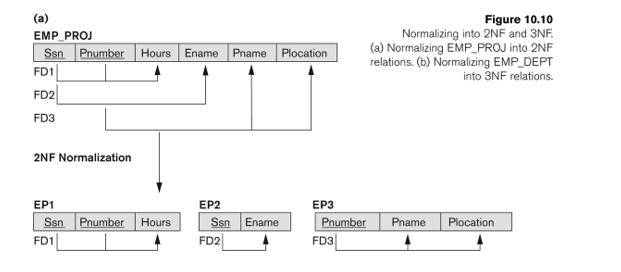 (a)
EMP_PROJ
Ssn Pnumber Hours Ename Pname Plocation
FD1
FD2
FD3
2NF Normalization
EP1
Ssn Pnumber Hours
FD1
EP2
Ssn Ename
FD2
EP3
Pnumber Pname Plocation
FD3
Figure 10.10
Normalizing into 2NF and 3NF.
(a) Normalizing EMP_PROJ into 2NF
relations. (b) Normalizing EMP_DEPT
into 3NF relations.